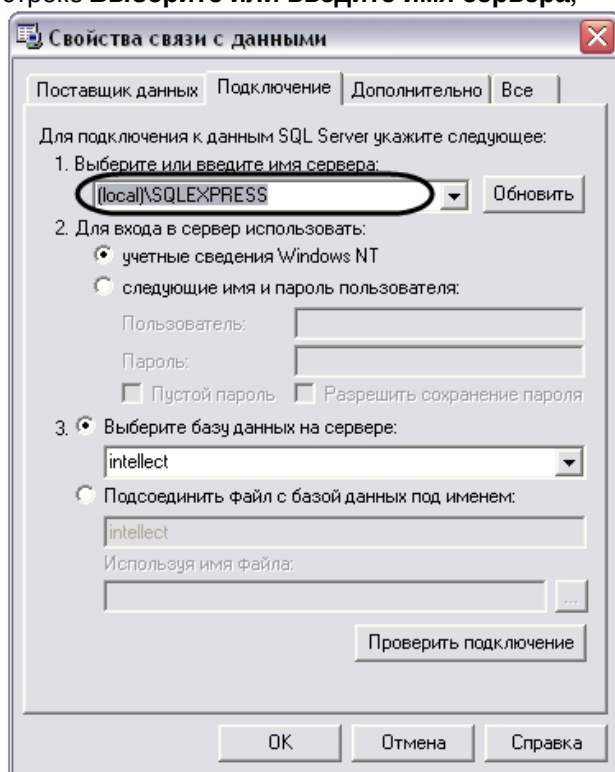 строке Выберите или введите имя сервера,
Свойства связи с данными
Поставщик данных Подключение Дополнительно Все
Для подключения к данным SQL Server укажите следующее:
1. Выберите или введите имя сервера:
(local)\SQLEXPRESS Обновить
2. Для входа в сервер использовать:
учетные сведения Windows NT
следующие имя и пароль пользователя:
Пользователь:
Пароль:
Пустой пароль Разрешить сохранение пароля
3. Выберите базу данных на сервере:
intellect
Подсоединить файл с базой данных под именем:
intellect
Используя имя файла:
...
Проверить подключение
OK Отмена Справка